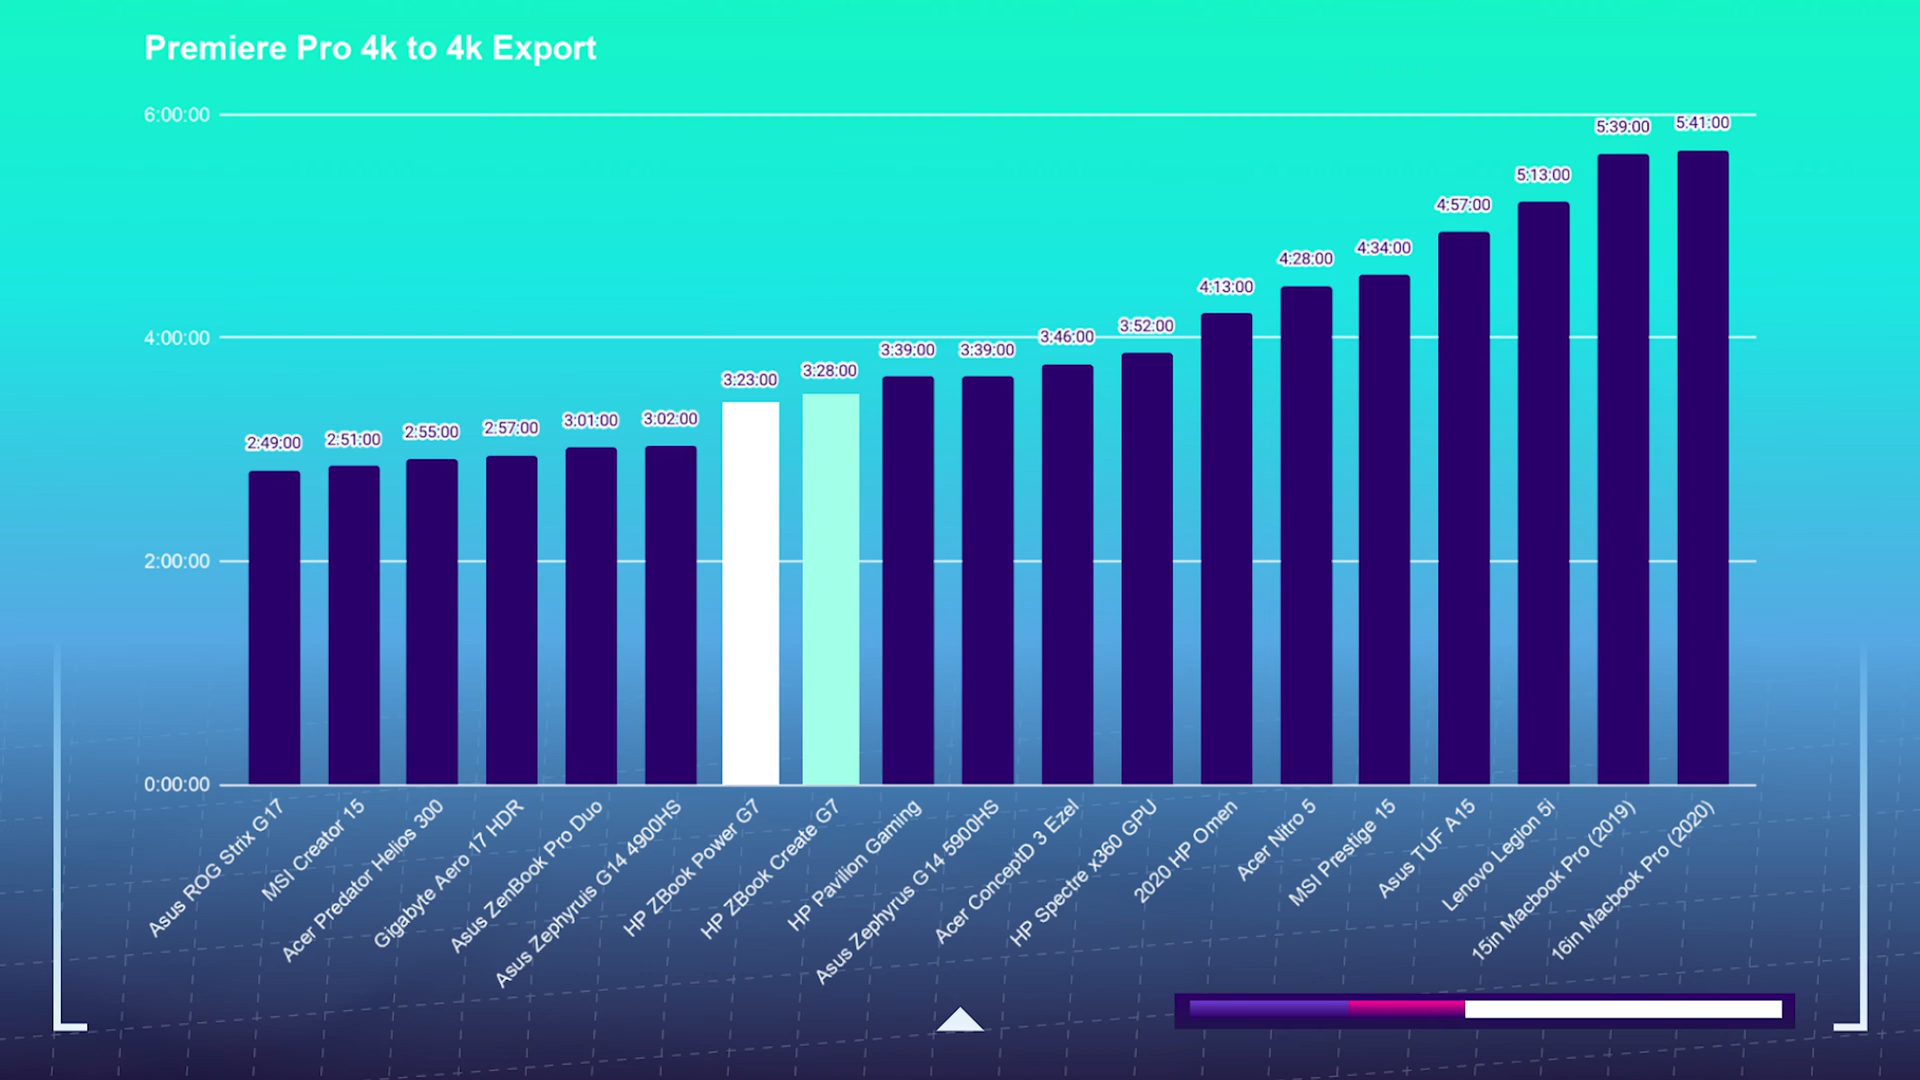 Premiere Pro 4k to 4k Export
6:00:00
4:00:00
2:00:00
0:00:00
2:49:00
2:51:00
2:55:00
2:57:00
3:01:00
3:02:00
3:23:00
3:28:00
3:39:00
3:39:00
3:46:00
3:52:00
4:13:00
4:28:00
4:34:00
4:57:00
5:13:00
5:39:00
5:41:00
Asus ROG Strix G17
MSI Creator 15
Acer Predator Helios 300
Gigabyte Aero 17 HDR
Asus ZenBook Pro Duo
Asus Zephyruis G14 4900HS
HP ZBook Power G7
HP ZBook Create G7
HP Pavilion Gaming
Asus Zephyrus G14 5900HS
Acer ConceptD 3 Ezel
HP Spectre x360 GPU
2020 HP Omen
Acer Nitro 5
MSI Prestige 15
Asus TUF A15
Lenovo Legion 5i
15in Macbook Pro (2019)
16in Macbook Pro (2020)